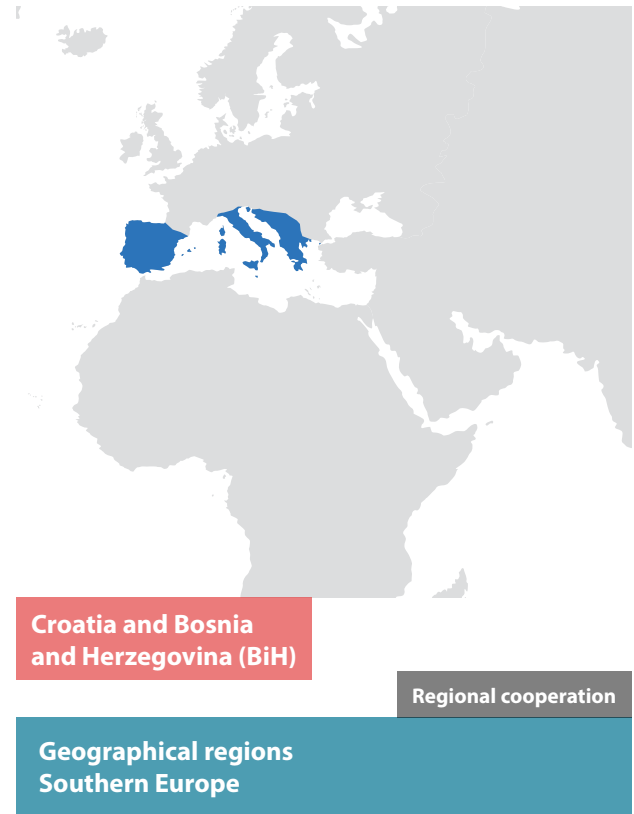 Croatia and Bosnia
and Herzegovina (BiH)
Regional cooperation
Geographical regions
Southern Europe